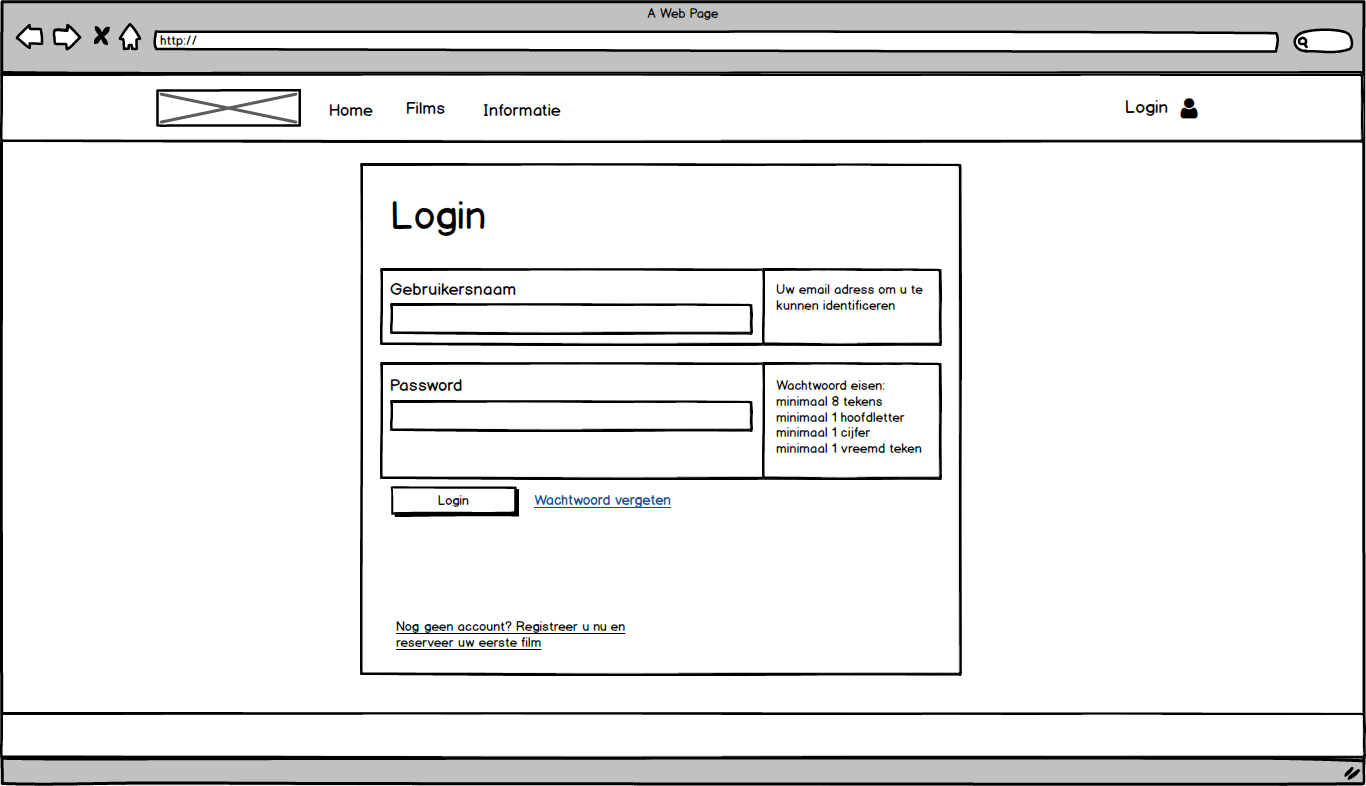 A Web Page
http://
Home Films Informatie Login
Login
Gebruikersnaam
Uw email adress om u te
kunnen identificeren
Password
Wachtwoord eisen:
minimaal 8 tekens
minimaal 1 hoofdletter
minimaal 1 cijfer
minimaal 1 vreemd teken
Login Wachtwoord vergeten
Nog geen account? Registreer u nu en
reserveer uw eerste film